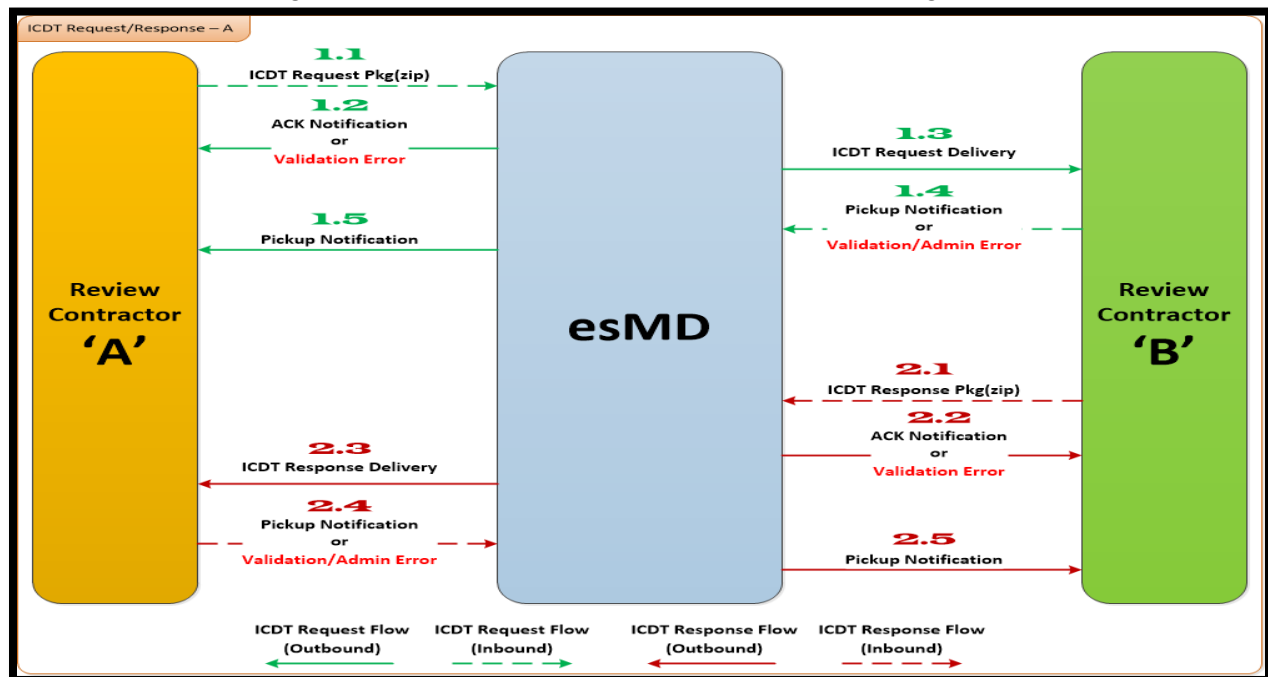 ICDT Request/Response – A
1.1
ICDT Request Pkg(zip)
1.2
ACK Notification
or
Validation Error
1.3
ICDT Request Delivery
1.4
Pickup Notification
or
Validation/Admin Error
1.5
Pickup Notification
Review
Contractor
‘A’
esMD
Review
Contractor
‘B’
2.1
ICDT Response Pkg(zip)
2.2
ACK Notification
or
Validation Error
2.3
ICDT Response Delivery
2.4
Pickup Notification
or
Validation/Admin Error
2.5
Pickup Notification
ICDT Request Flow
(Outbound)
ICDT Request Flow
(Inbound)
ICDT Response Flow
(Outbound)
ICDT Response Flow
(Inbound)